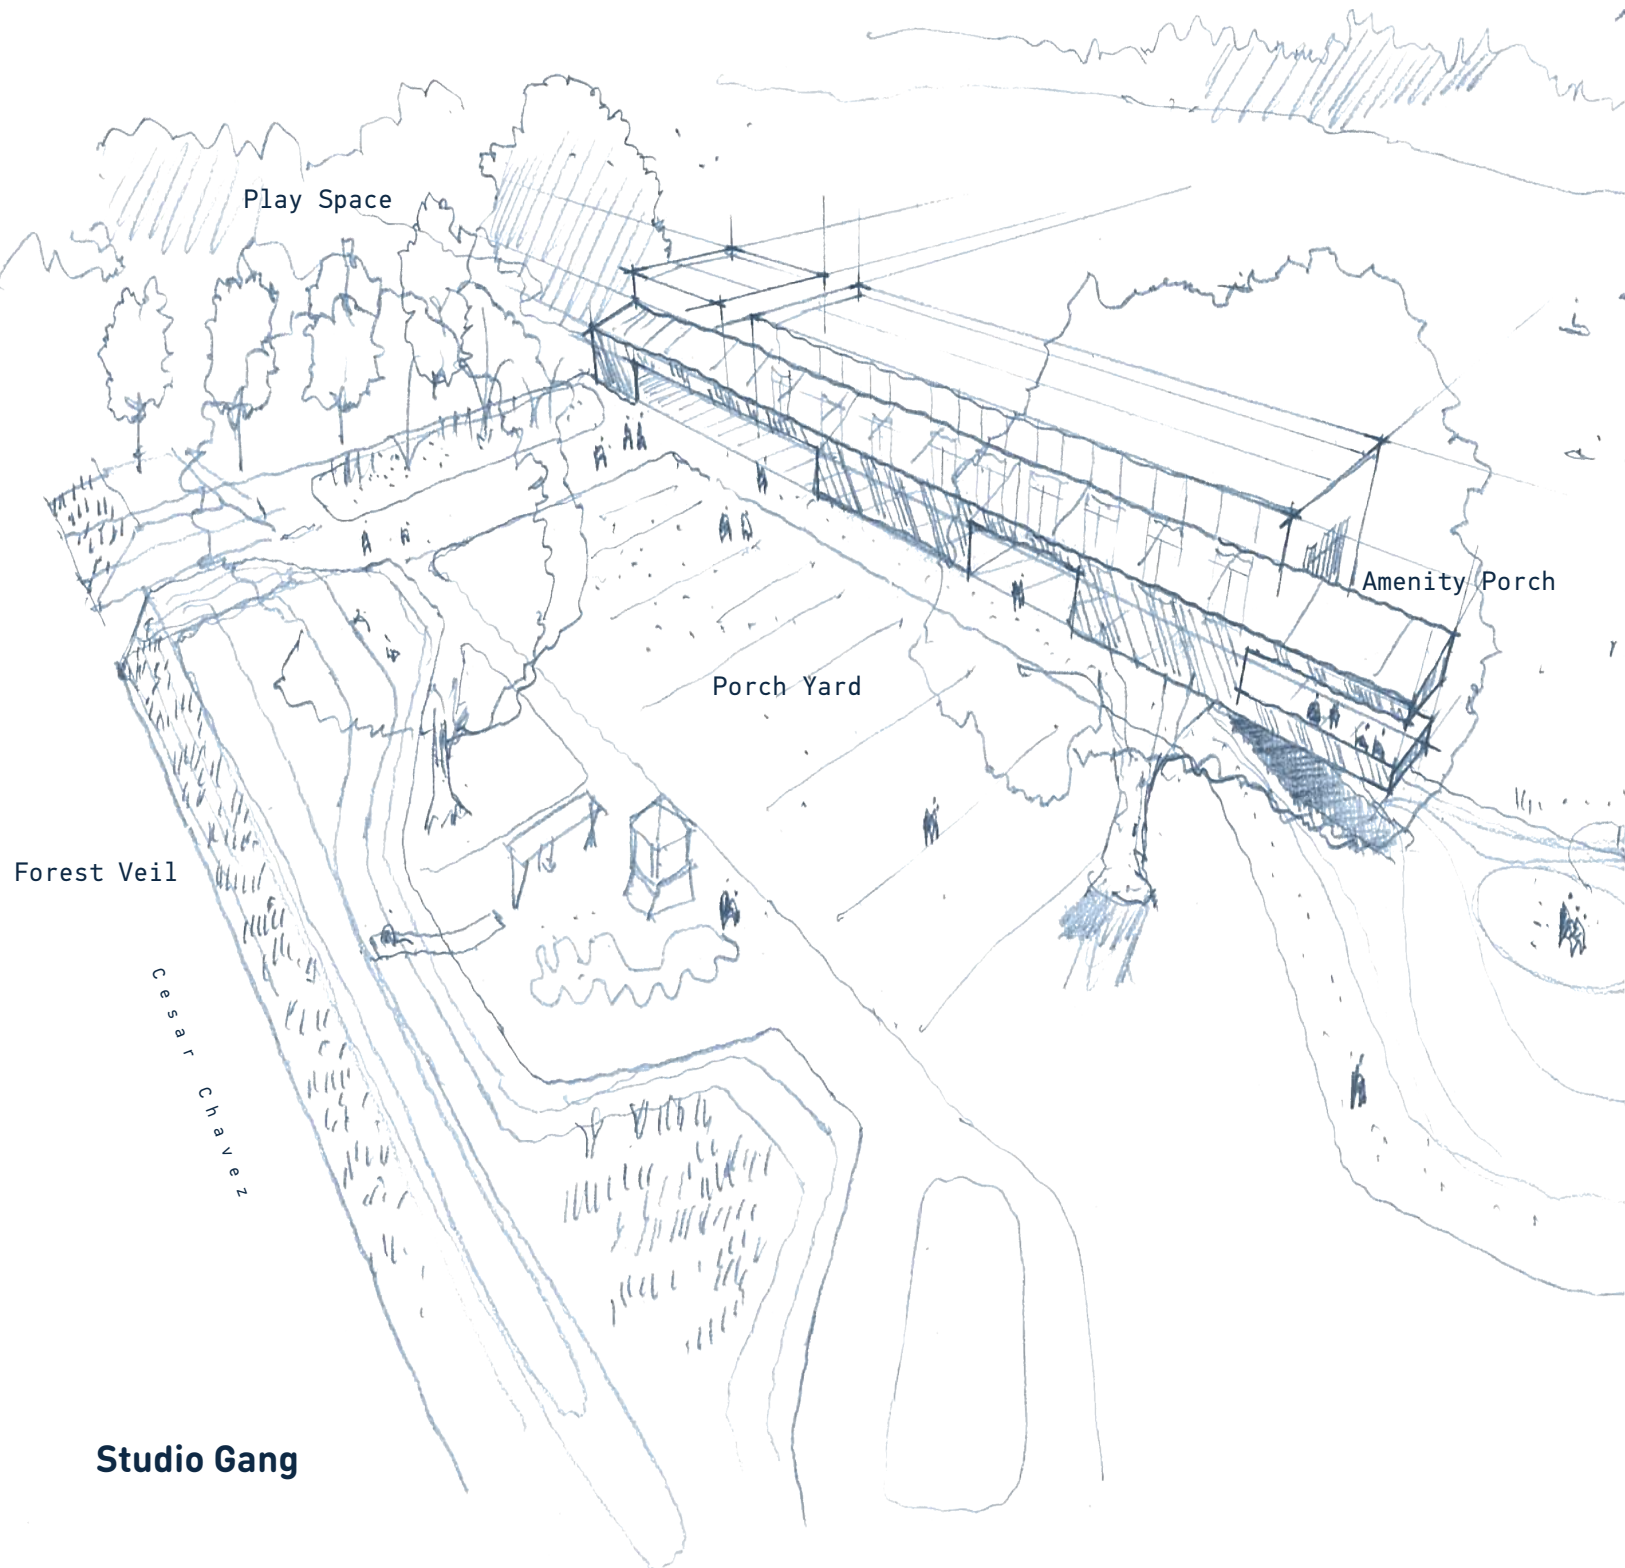 Play Space
Amenity Porch
Porch Yard
Forest Veil
Cesar Chavez
Studio Gang